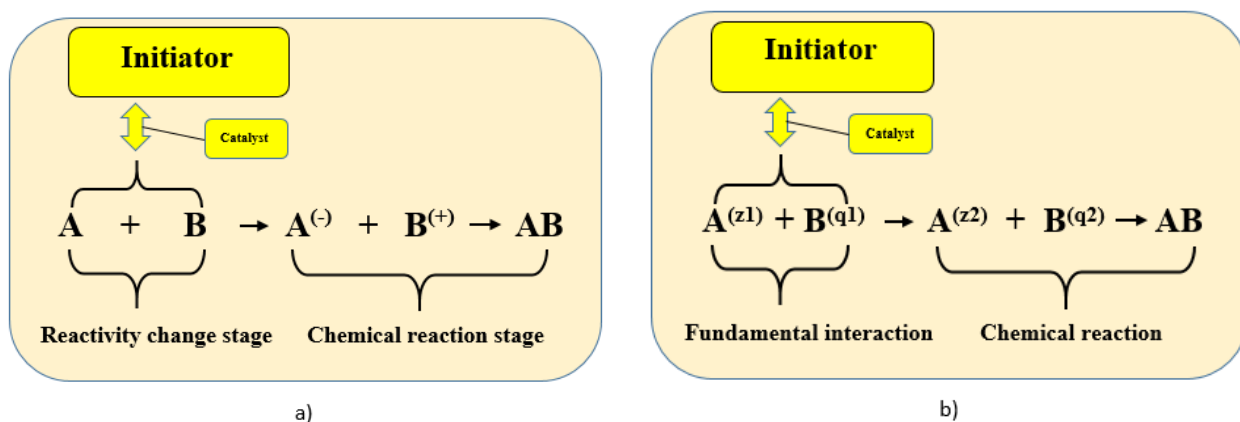 Initiator
Catalyst
A + B → A(-) + B(+) → AB
Reactivity change stage
Chemical reaction stage
a)
Initiator
Catalyst
A(z1) + B(q1) → A(z2) + B(q2) → AB
Fundamental interaction
Chemical reaction
b)